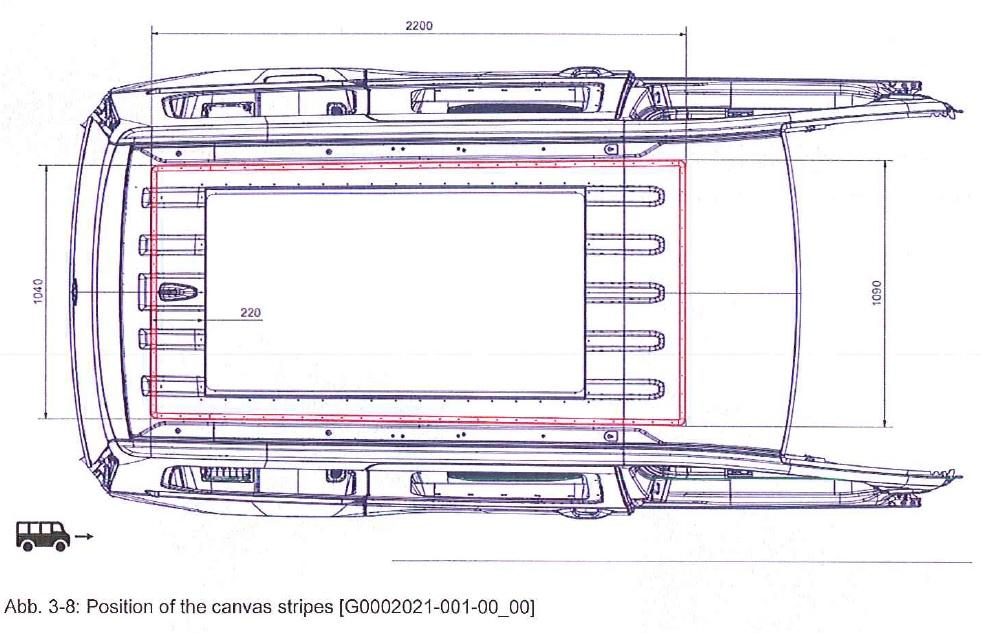 2200
1040
220
1090
Abb. 3-8: Position of the canvas stripes [G0002021-001-00_00]